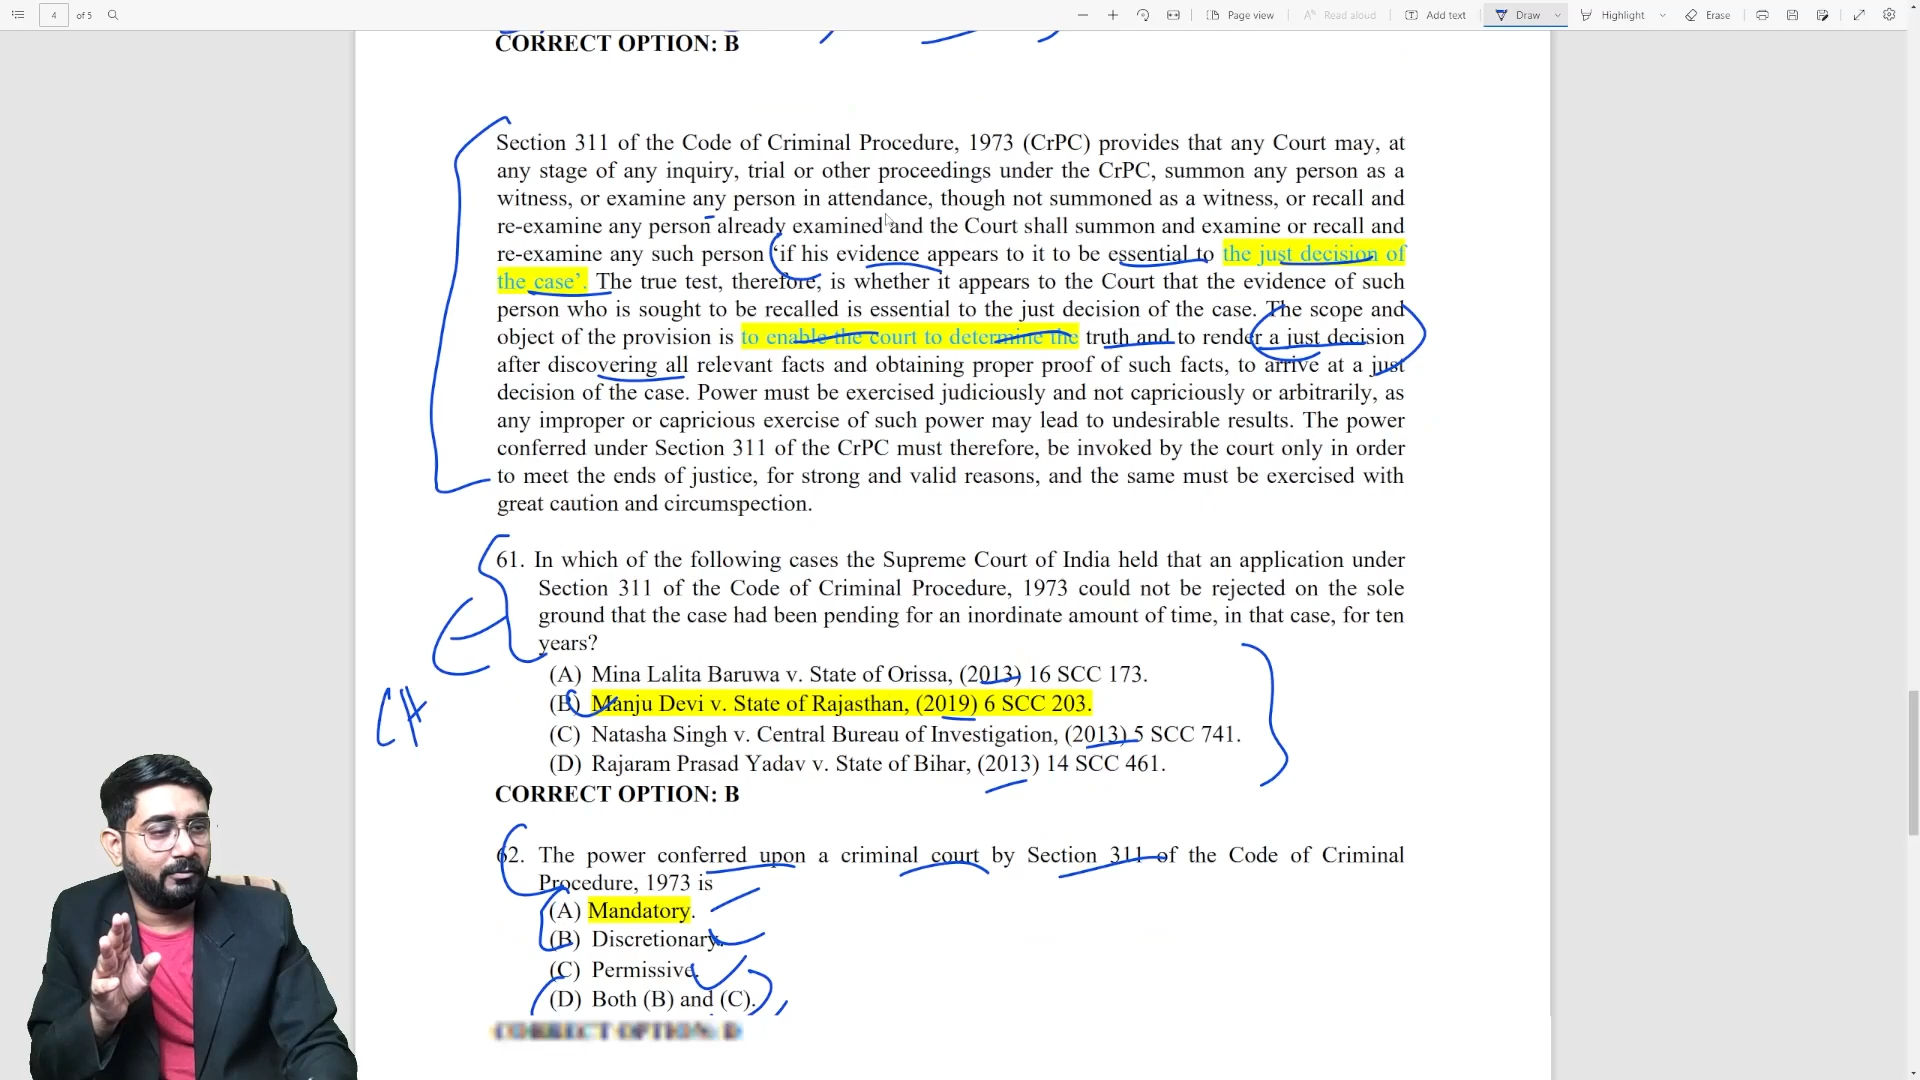 4 of 5
Page view
Read aloud
Add text
Draw
Highlight
Erase
CORRECT OPTION: B
Section 311 of the Code of Criminal Procedure, 1973 (CrPC) provides that any Court may, at
any stage of any inquiry, trial or other proceedings under the CrPC, summon any person as a
witness, or examine any person in attendance, though not summoned as a witness, or recall and
re-examine any person already examined and the Court shall summon and examine or recall and
re-examine any such person ‘if his evidence appears to it to be essential to the just decision of
the case’. The true test, therefore, is whether it appears to the Court that the evidence of such
person who is sought to be recalled is essential to the just decision of the case. The scope and
object of the provision is to enable the court to determine the truth and to render a just decision
after discovering all relevant facts and obtaining proper proof of such facts, to arrive at a just
decision of the case. Power must be exercised judiciously and not capriciously or arbitrarily, as
any improper or capricious exercise of such power may lead to undesirable results. The power
conferred under Section 311 of the CrPC must therefore, be invoked by the court only in order
to meet the ends of justice, for strong and valid reasons, and the same must be exercised with
great caution and circumspection.
61. In which of the following cases the Supreme Court of India held that an application under
Section 311 of the Code of Criminal Procedure, 1973 could not be rejected on the sole
ground that the case had been pending for an inordinate amount of time, in that case, for ten
years?
(A) Mina Lalita Baruwa v. State of Orissa, (2013) 16 SCC 173.
(B) Manju Devi v. State of Rajasthan, (2019) 6 SCC 203.
(C) Natasha Singh v. Central Bureau of Investigation, (2013) 5 SCC 741.
(D) Rajaram Prasad Yadav v. State of Bihar, (2013) 14 SCC 461.
CORRECT OPTION: B
62. The power conferred upon a criminal court by Section 311 of the Code of Criminal
Procedure, 1973 is
(A) Mandatory.
(B) Discretionary.
(C) Permissive.
(D) Both (B) and (C).
CORRECT OPTION: D